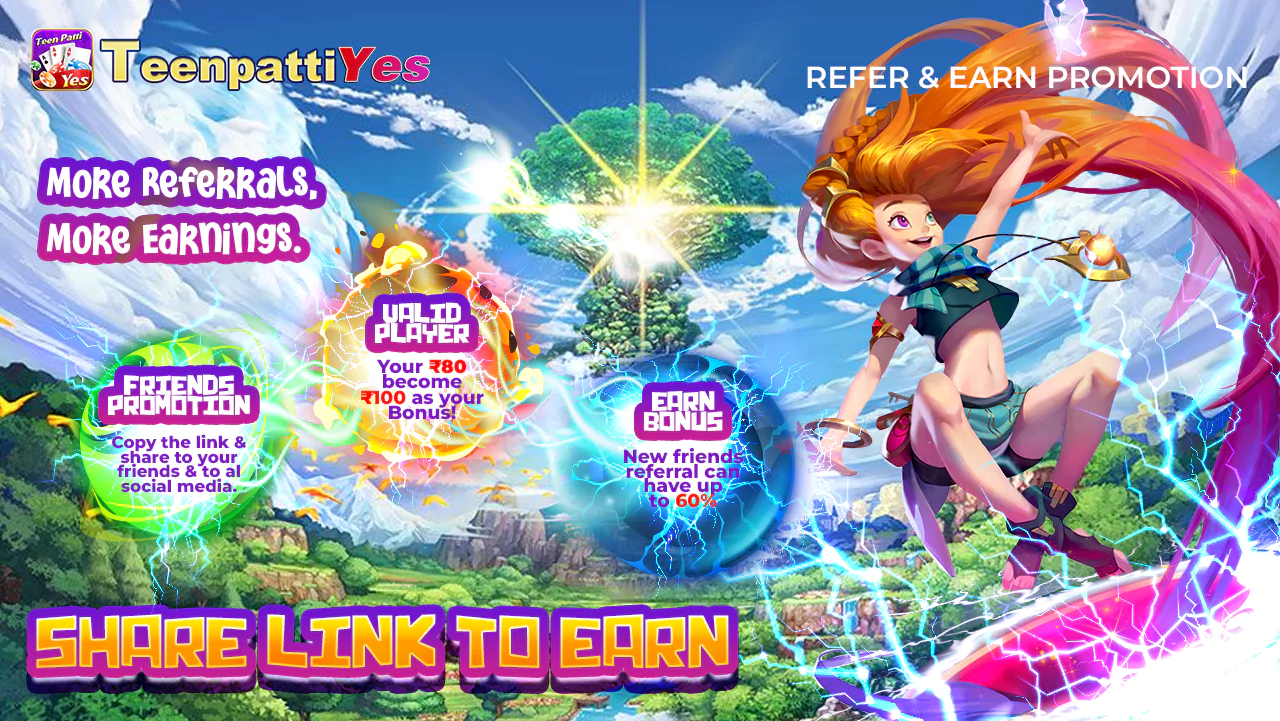 Teen Patti
Yes
TeenpattiYes
REFER & EARN PROMOTION
MORE REFERRALS,
MORE EARNINGS.
VALID
PLAYER
Your ₹80
become
₹100 as your
Bonus!
FRIENDS
PROMOTION
Copy the link &
share to your
friends & to al
social media.
EARN
BONUS
New friends
referral can
have up
to 60%
SHARE LINK TO EARN